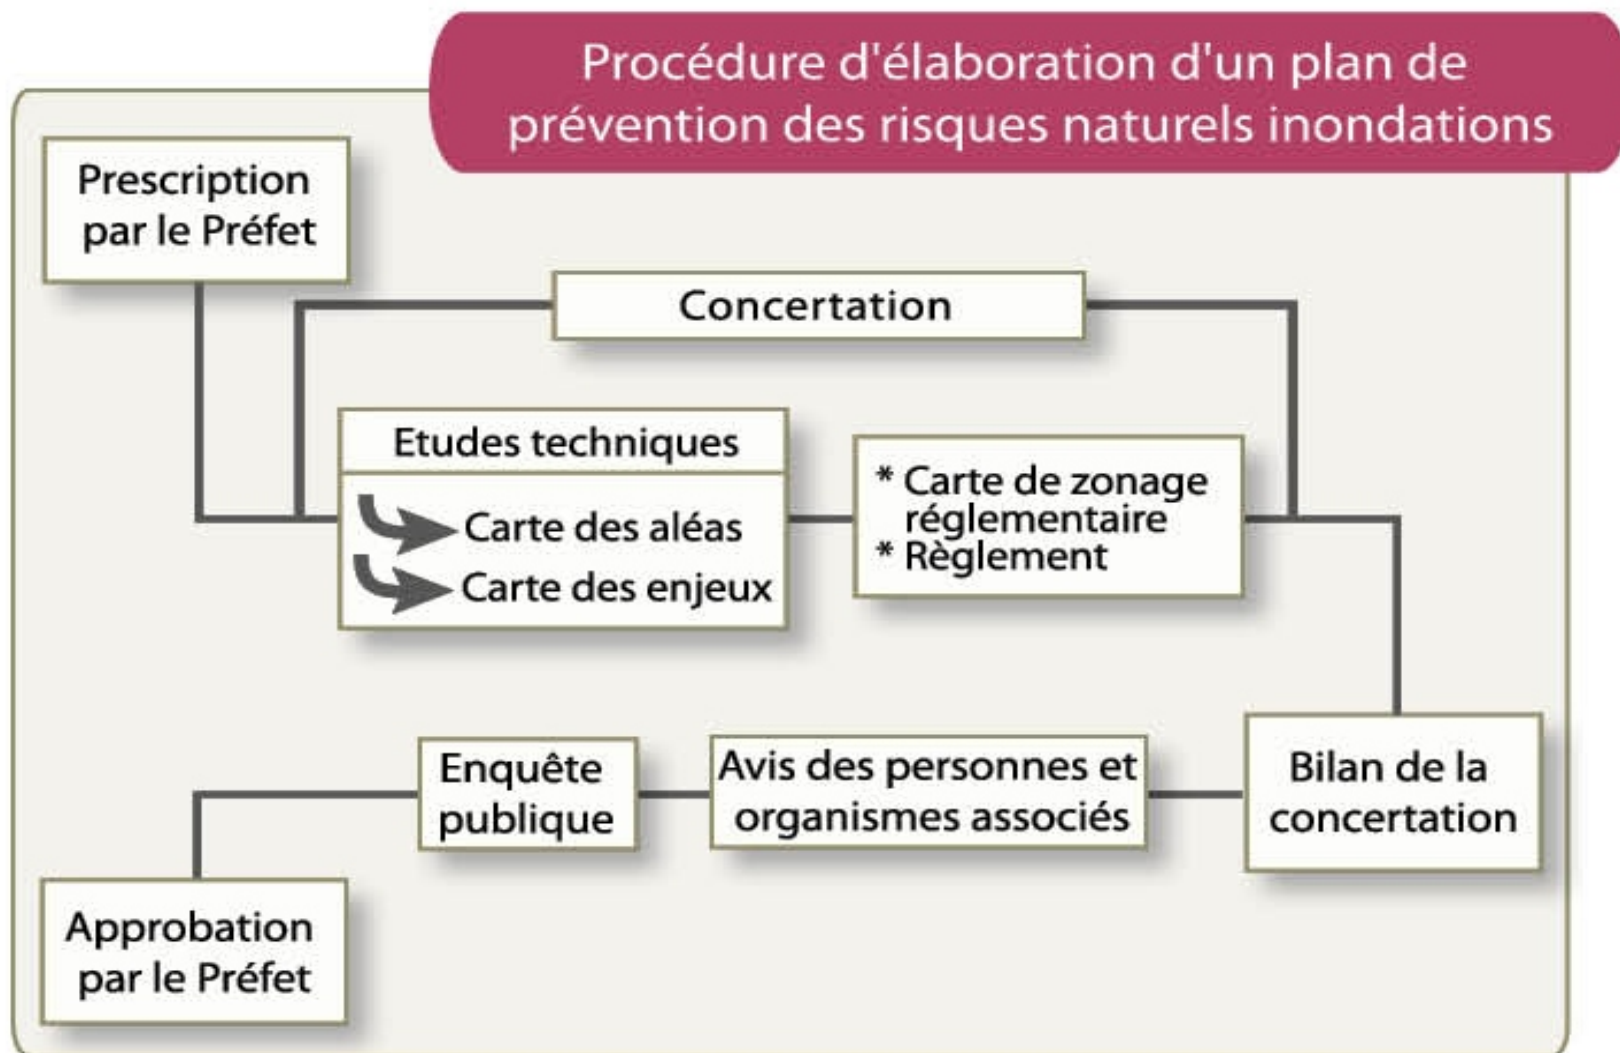 Procédure d'élaboration d'un plan de
prévention des risques naturels inondations
Prescription
par le Préfet
Concertation
Etudes techniques
Carte des aléas
Carte des enjeux
* Carte de zonage
réglementaire
* Règlement
Bilan de la
concertation
Avis des personnes et
organismes associés
Enquête
publique
Approbation
par le Préfet